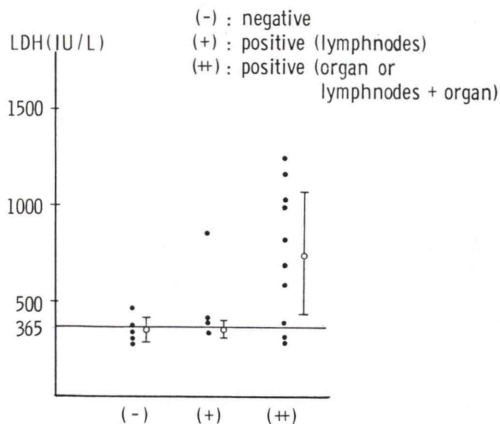 (-) : negative
LDH(IU/L)
(+) : positive (lymphnodes)
(++) : positive (organ or
lymphnodes + organ)
1500
1000
500
365
(-) (+) (++)